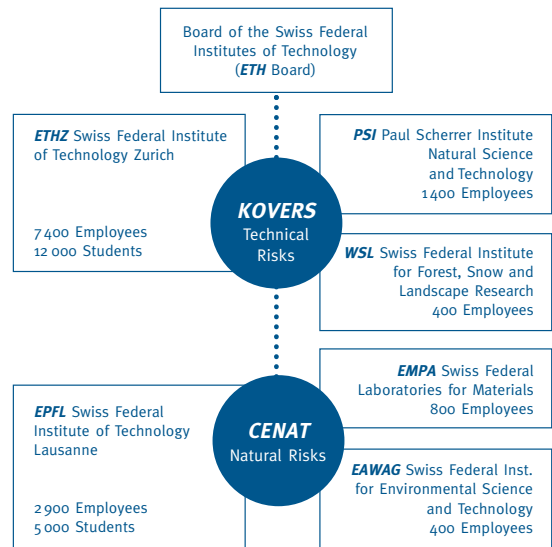 Board of the Swiss Federal
Institutes of Technology
(ETH Board)
ETHZ Swiss Federal Institute
of Technology Zurich
7 400 Employees
12 000 Students
PSI Paul Scherrer Institute
Natural Science
and Technology
1 400 Employees
KOVERS
Technical
Risks
WSL Swiss Federal Institute
for Forest, Snow and
Landscape Research
400 Employees
EMPA Swiss Federal
Laboratories for Materials
800 Employees
EPFL Swiss Federal
Institute of Technology
Lausanne
2 900 Employees
5 000 Students
CENAT
Natural Risks
EAWAG Swiss Federal Inst.
for Environmental Science
and Technology
400 Employees